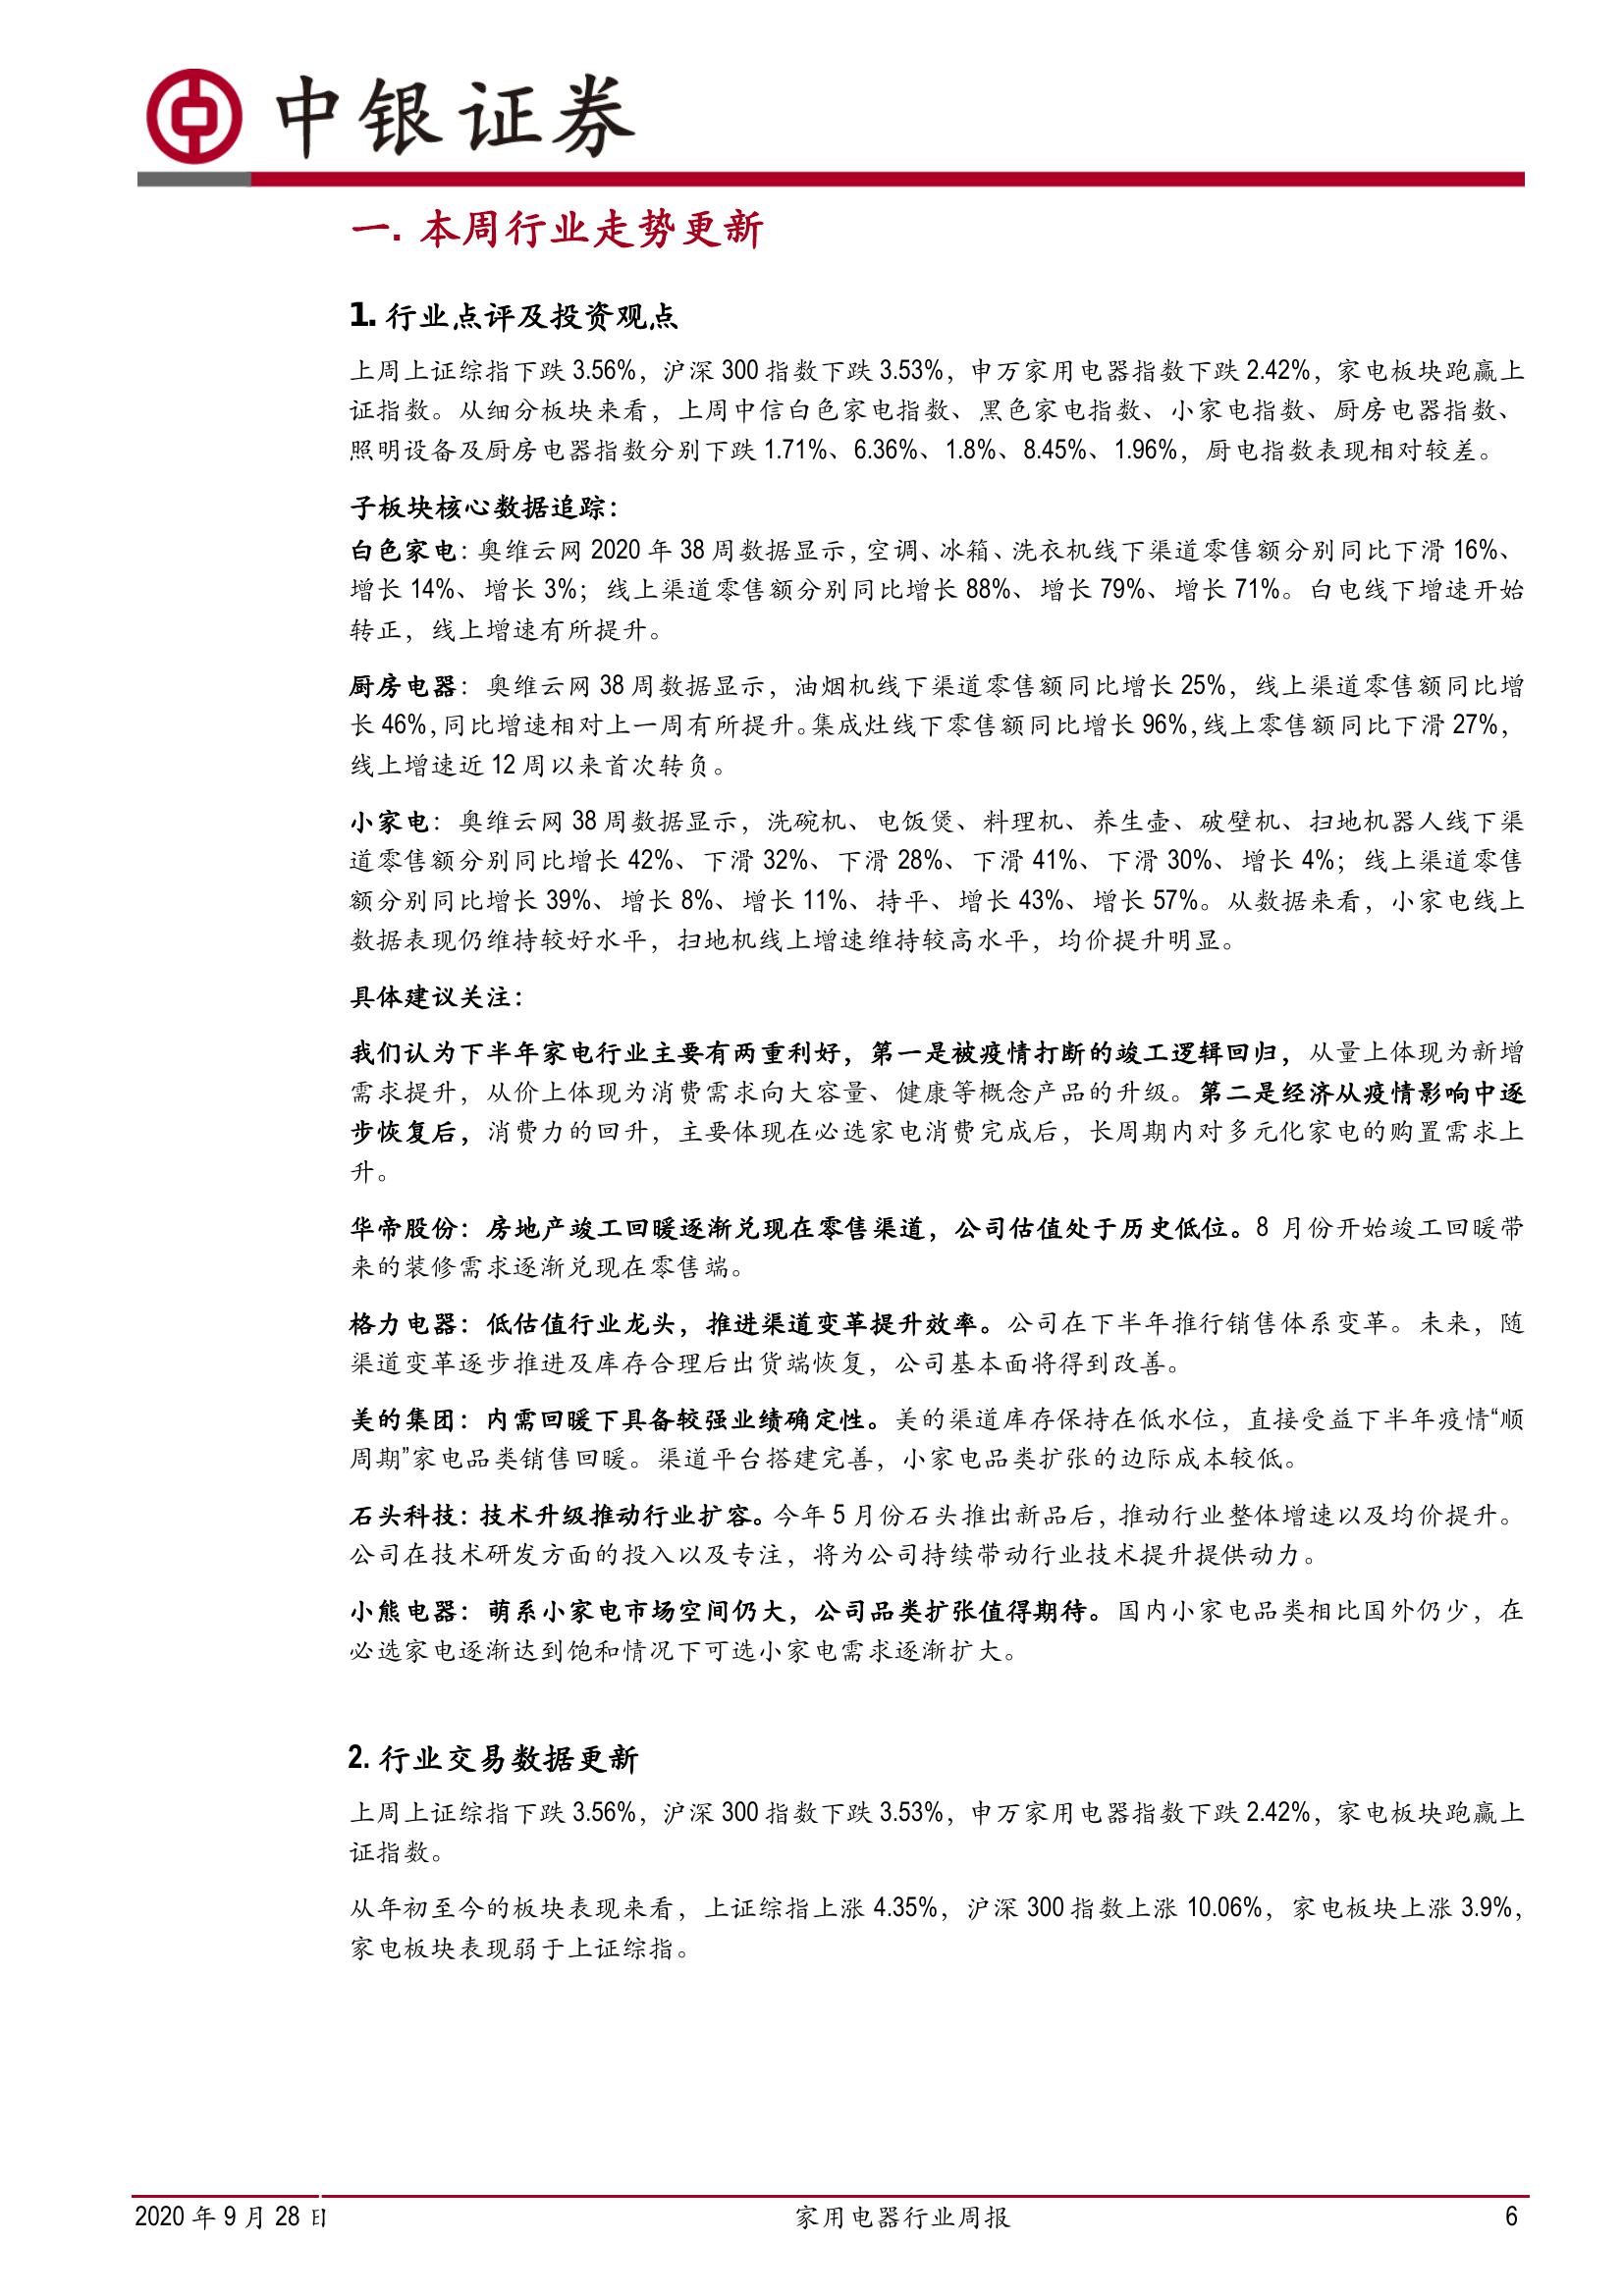 中银证券
一. 本周行业走势更新
1. 行业点评及投资观点
上周上证综指下跌 3.56%，沪深 300 指数下跌 3.53%，申万家用电器指数下跌 2.42%，家电板块跑赢上
证指数。从细分板块来看，上周中信白色家电指数、黑色家电指数、小家电指数、厨房电器指数、
照明设备及厨房电器指数分别下跌 1.71%、6.36%、1.8%、8.45%、1.96%，厨电指数表现相对较差。
子板块核心数据追踪：
白色家电：奥维云网 2020 年 38 周数据显示，空调、冰箱、洗衣机线下渠道零售额分别同比下滑 16%、
增长 14%、增长 3%；线上渠道零售额分别同比增长 88%、增长 79%、增长 71%。白电线下增速开始
转正，线上增速有所提升。
厨房电器：奥维云网 38 周数据显示，油烟机线下渠道零售额同比增长 25%，线上渠道零售额同比增
长 46%，同比增速相对上一周有所提升。集成灶线下零售额同比增长 96%，线上零售额同比下滑 27%，
线上增速近 12 周以来首次转负。
小家电：奥维云网 38 周数据显示，洗碗机、电饭煲、料理机、养生壶、破壁机、扫地机器人线下渠
道零售额分别同比增长 42%、下滑 32%、下滑 28%、下滑 41%、下滑 30%、增长 4%；线上渠道零售
额分别同比增长 39%、增长 8%、增长 11%、持平、增长 43%、增长 57%。从数据来看，小家电线上
数据表现仍维持较好水平，扫地机线上增速维持较高水平，均价提升明显。
具体建议关注：
我们认为下半年家电行业主要有两重利好，第一是被疫情打断的竣工逻辑回归，从量上体现为新增
需求提升，从价上体现为消费需求向大容量、健康等概念产品的升级。第二是经济从疫情影响中逐
步恢复后，消费力的回升，主要体现在必选家电消费完成后，长周期内对多元化家电的购置需求上
升。
华帝股份：房地产竣工回暖逐渐兑现在零售渠道，公司估值处于历史低位。8 月份开始竣工回暖带
来的装修需求逐渐兑现在零售端。
格力电器：低估值行业龙头，推进渠道变革提升效率。公司在下半年推行销售体系变革。未来，随
渠道变革逐步推进及库存合理后出货端恢复，公司基本面将得到改善。
美的集团：内需回暖下具备较强业绩确定性。美的渠道库存保持在低水位，直接受益下半年疫情“顺
周期”家电品类销售回暖。渠道平台搭建完善，小家电品类扩张的边际成本较低。
石头科技：技术升级推动行业扩容。今年 5 月份石头推出新品后，推动行业整体增速以及均价提升。
公司在技术研发方面的投入以及专注，将为公司持续带动行业技术提升提供动力。
小熊电器：萌系小家电市场空间仍大，公司品类扩张值得期待。国内小家电品类相比国外仍少，在
必选家电逐渐达到饱和情况下可选小家电需求逐渐扩大。
2. 行业交易数据更新
上周上证综指下跌 3.56%，沪深 300 指数下跌 3.53%，申万家用电器指数下跌 2.42%，家电板块跑赢上
证指数。
从年初至今的板块表现来看，上证综指上涨 4.35%，沪深 300 指数上涨 10.06%，家电板块上涨 3.9%，
家电板块表现弱于上证综指。
2020 年 9 月 28 日 家用电器行业周报 6